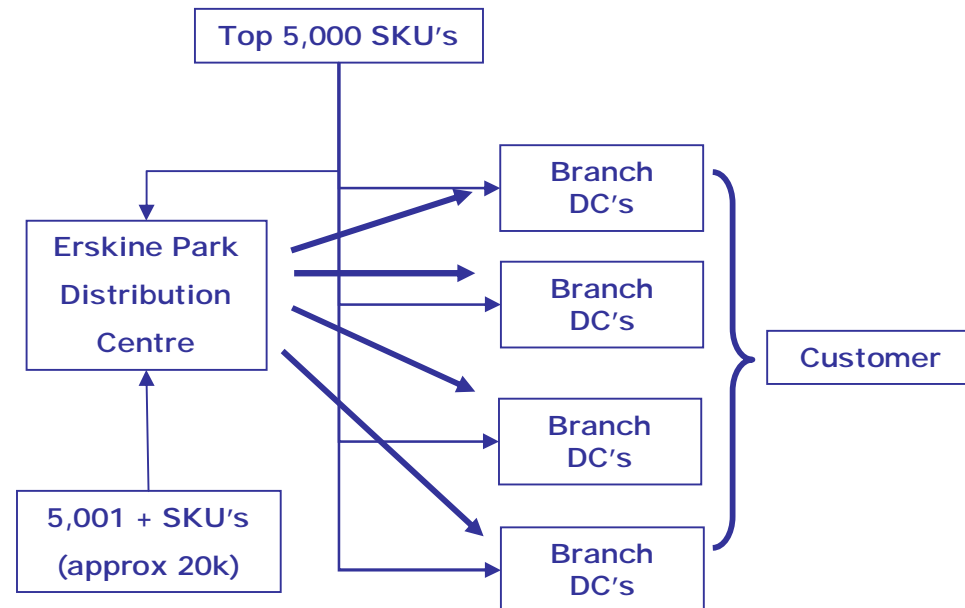 Top 5,000 SKU's
Branch
DC's
Erskine Park
Distribution
Centre
Branch
DC's
Customer
Branch
DC's
5,001 + SKU's
(approx 20k)
Branch
DC's